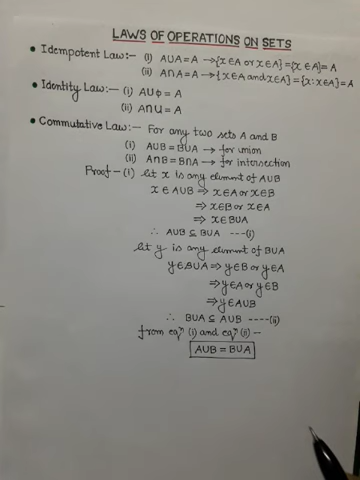 LAWS OF OPERATIONS ON SETS
• Idempotent Law:- (i) A∪A=A → {x∈A or x∈A}={x∈A}=A
(ii) A∩A=A → {x∈A and x∈A}={x:x∈A}=A
• Identity Law:- (i) A∪ϕ=A
(ii) A∩U=A
• Commutative Law:- For any two sets A and B
(i) A∪B=B∪A → for union
(ii) A∩B=B∩A → for intersection
Proof-(i) let x is any element of A∪B
x∈A∪B ⇒ x∈A or x∈B
⇒ x∈B or x∈A
⇒ x∈B∪A
∴ A∪B⊆B∪A ---(i)
let y is any element of B∪A
y∈B∪A ⇒ y∈B or y∈A
⇒ y∈A or y∈B
⇒ y∈A∪B
∴ B∪A⊆A∪B ----(ii)
from eqⁿ (i) and eqⁿ (ii)-
A∪B=B∪A